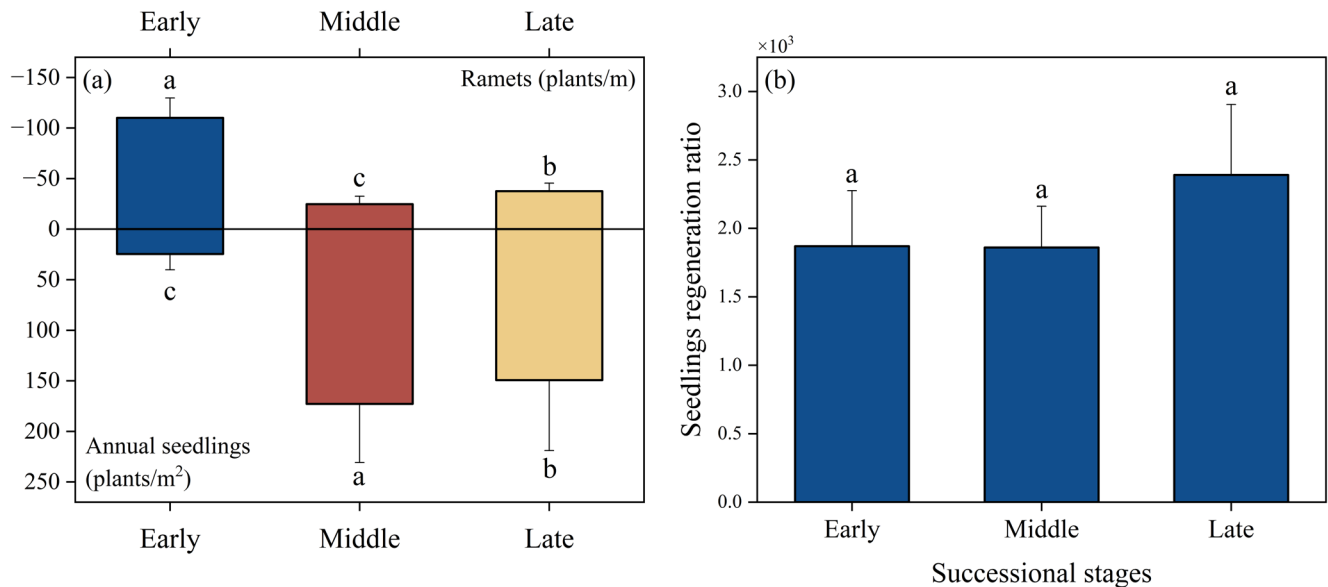 Early Middle Late
(a) Ramets (plants/m)
−150
−100
−50
0
50
100
150
200
250
a
c
b
c
a
b
Annual seedlings
(plants/m²)
Early Middle Late
×10³
(b)
Seedlings regeneration ratio
3.0
2.5
2.0
1.5
1.0
0.5
0.0
a
a
a
Early Middle Late
Successional stages